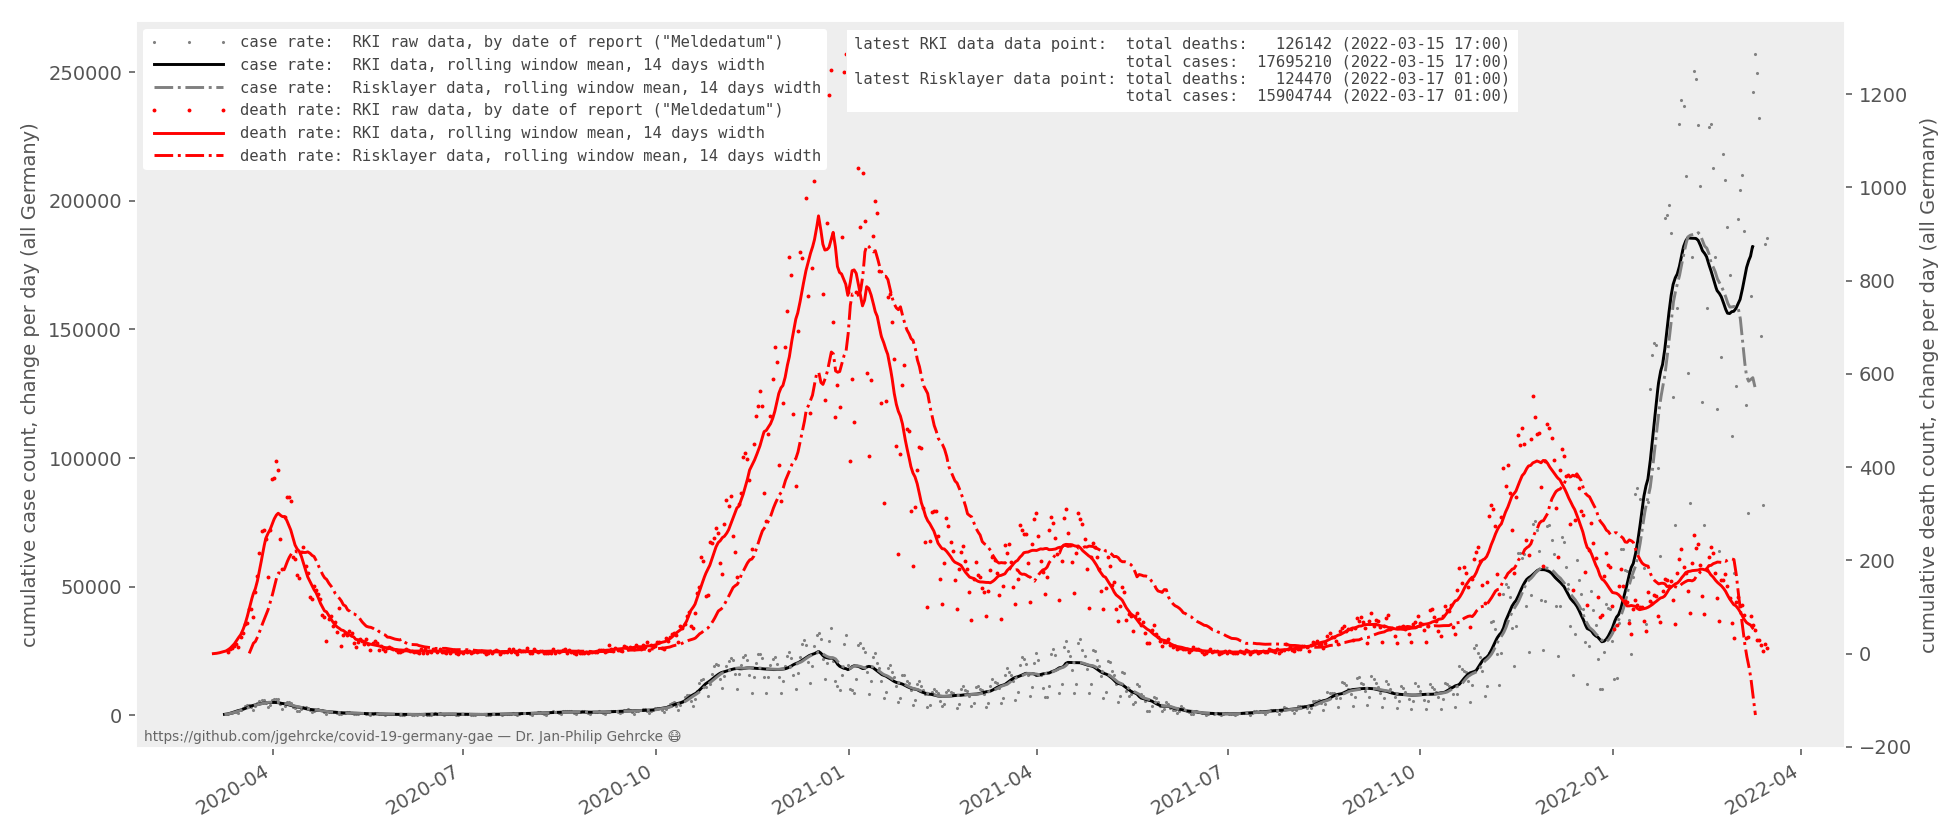 case rate:  RKI raw data, by date of report ("Meldedatum")
case rate:  RKI data, rolling window mean, 14 days width
case rate:  Risklayer data, rolling window mean, 14 days width
death rate: RKI raw data, by date of report ("Meldedatum")
death rate: RKI data, rolling window mean, 14 days width
death rate: Risklayer data, rolling window mean, 14 days width
latest RKI data data point:  total deaths:   126142 (2022-03-15 17:00)
total cases:  17695210 (2022-03-15 17:00)
latest Risklayer data point: total deaths:   124470 (2022-03-17 01:00)
total cases:  15904744 (2022-03-17 01:00)
cumulative case count, change per day (all Germany)
250000
200000
150000
100000
50000
0
1200
1000
800
600
400
200
0
−200
cumulative death count, change per day (all Germany)
https://github.com/jgehrcke/covid-19-germany-gae — Dr. Jan-Philip Gehrcke 😷
2020-04
2020-07
2020-10
2021-01
2021-04
2021-07
2021-10
2022-01
2022-04